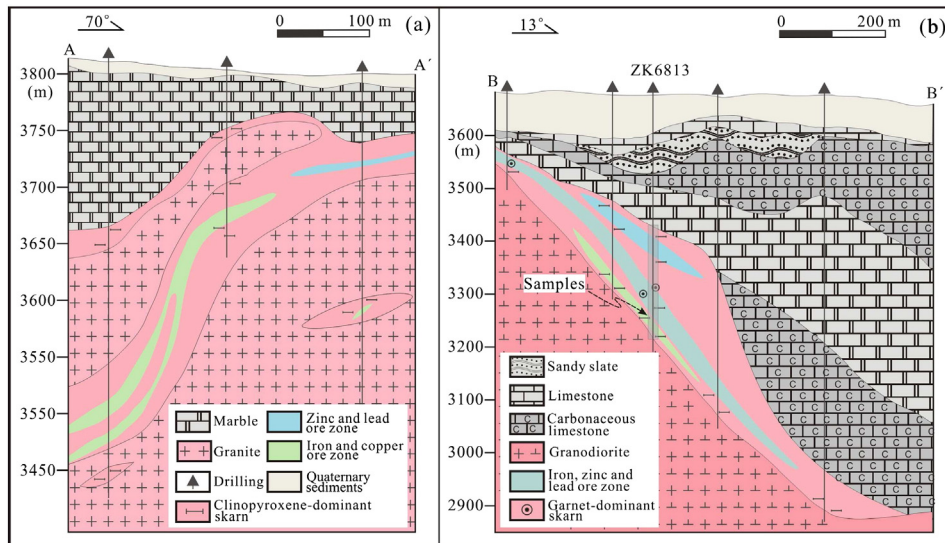 70°
0 100 m
(a)
A
A´
3800
(m)
3750
3700
3650
3600
3550
3550
3450
Marble
Granite
Drilling
Clinopyroxene-dominant
skarn
Zinc and lead
ore zone
Iron and copper
ore zone
Quaternary
sediments
13°
0 200 m
(b)
ZK6813
B
B´
3600
(m)
3500
3400
3300
3200
3100
3000
2900
Samples
Sandy slate
Limestone
Carbonaceous
limestone
Granodiorite
Iron, zinc and
lead ore zone
Garnet-dominant
skarn